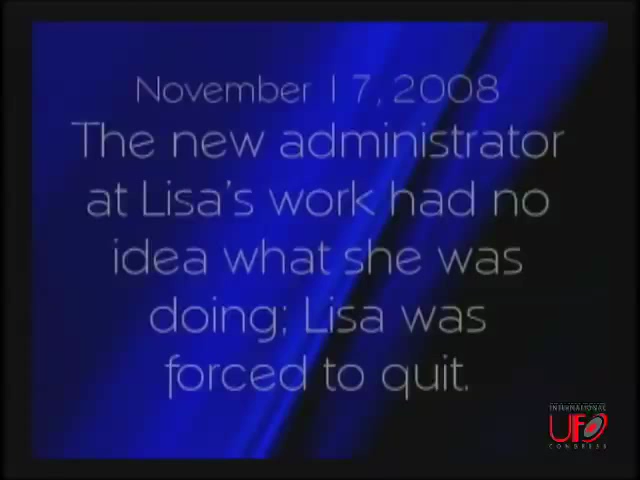 November 17, 2008
The new administrator
at Lisa's work had no
idea what she was
doing; Lisa was
forced to quit.
INTERNATIONAL
UFO
CONGRESS